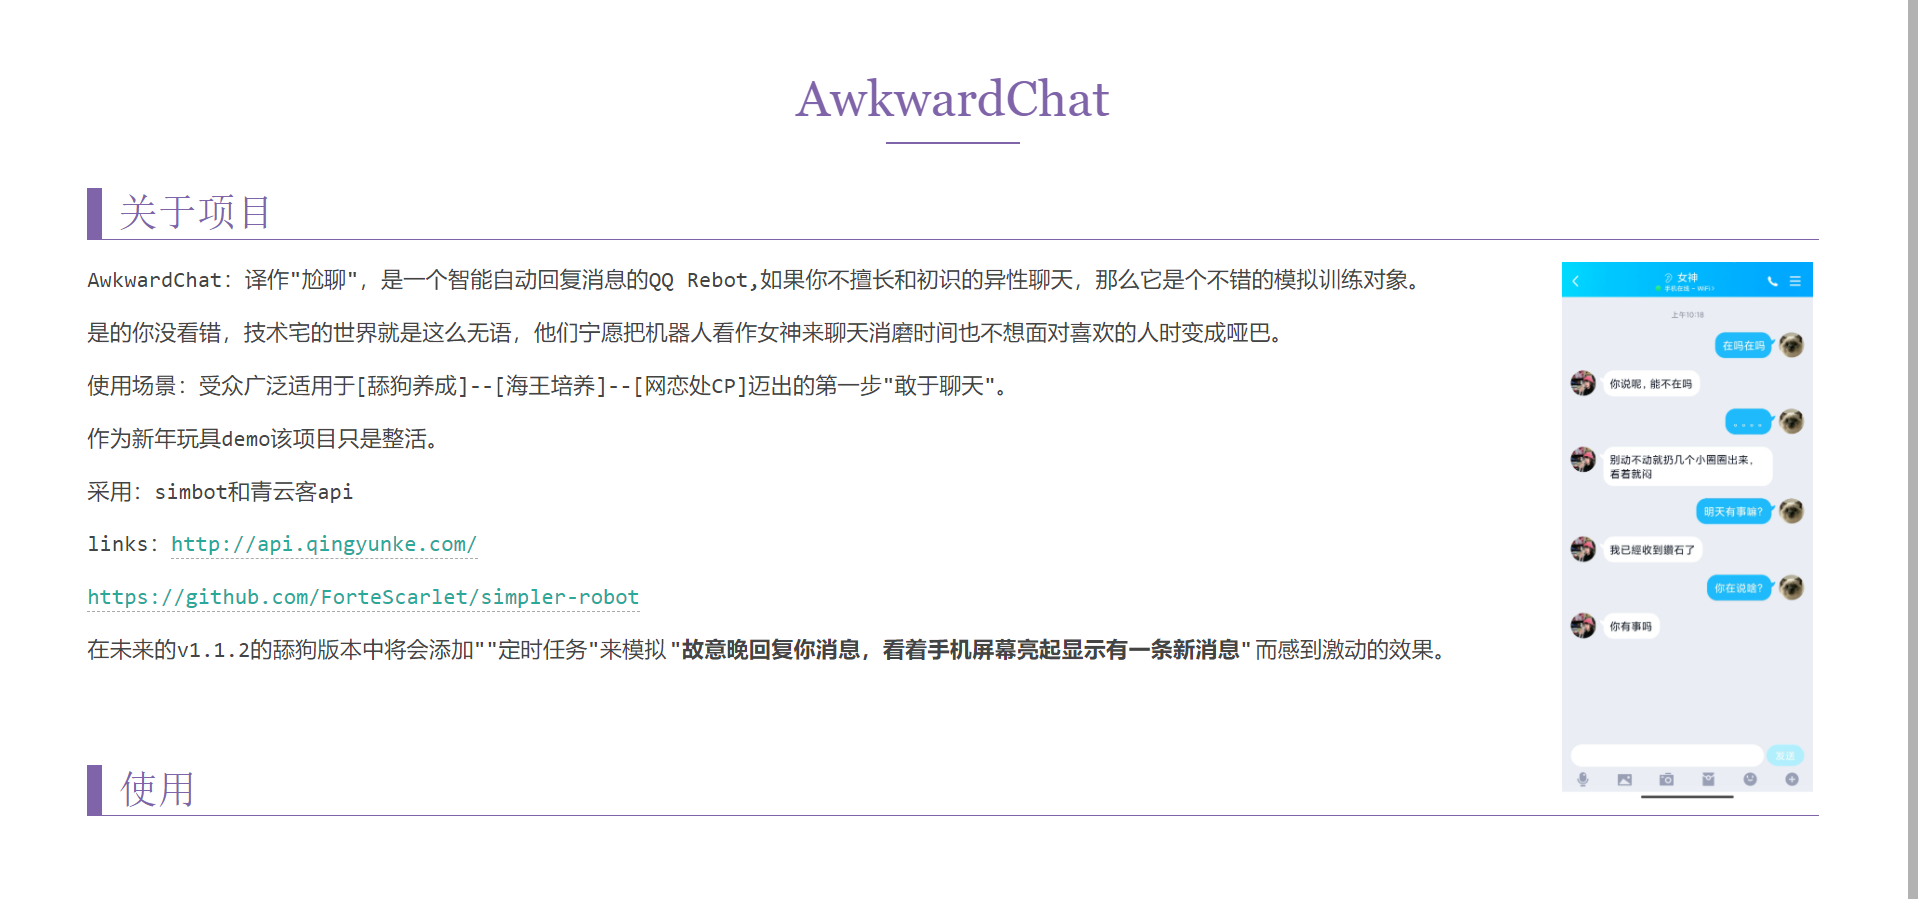 AwkwardChat
关于项目
AwkwardChat：译作"尬聊"，是一个智能自动回复消息的QQ Rebot,如果你不擅长和初识的异性聊天，那么它是个不错的模拟训练对象。
是的你没看错，技术宅的世界就是这么无语，他们宁愿把机器人看作女神来聊天消磨时间也不想面对喜欢的人时变成哑巴。
使用场景：受众广泛适用于[舔狗养成]--[海王培养]--[网恋处CP]迈出的第一步"敢于聊天"。
作为新年玩具demo该项目只是整活。
采用：simbot和青云客api
links：http://api.qingyunke.com/
https://github.com/ForteScarlet/simpler-robot
在未来的v1.1.2的舔狗版本中将会添加""定时任务"来模拟"故意晚回复你消息，看着手机屏幕亮起显示有一条新消息"而感到激动的效果。
女神
手机在线 - WiFi >
上午10:18
在吗在吗
你说呢，能不在吗
。。。。
别动不动就扔几个小圈圈出来，
看着就闷
明天有事嘛？
我已經收到鑽石了
你在说啥？
你有事吗
发送
使用